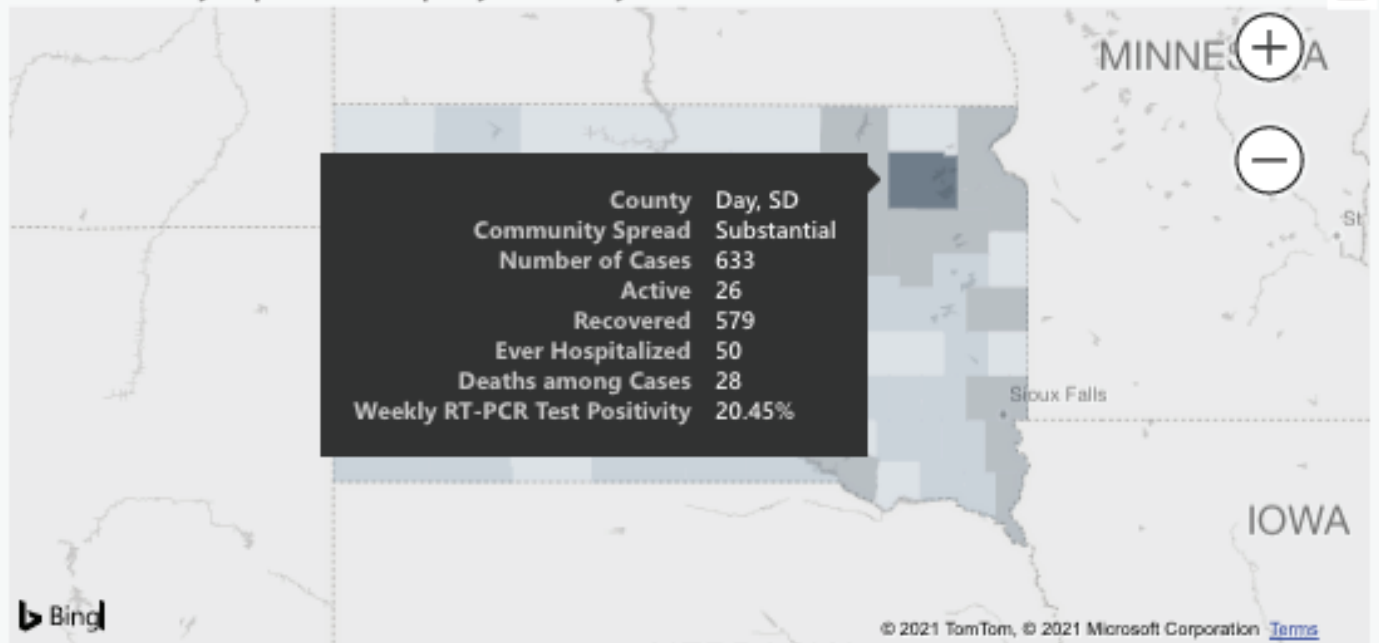 MINNES A
+
−
County Day, SD
Community Spread Substantial
Number of Cases 633
Active 26
Recovered 579
Ever Hospitalized 50
Deaths among Cases 28
Weekly RT-PCR Test Positivity 20.45%
St
Sioux Falls
IOWA
Bing
© 2021 TomTom, © 2021 Microsoft Corporation Terms